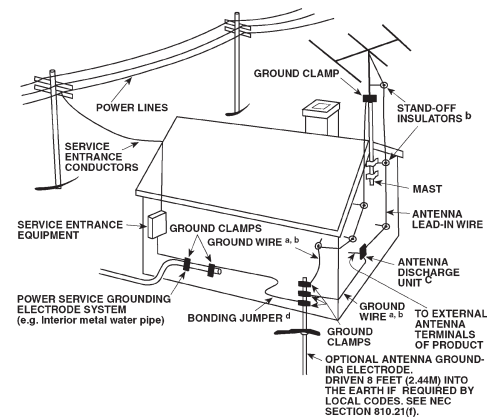 GROUND CLAMP
POWER LINES
STAND-OFF
INSULATORS b
SERVICE
ENTRANCE
CONDUCTORS
MAST
ANTENNA
LEAD-IN WIRE
SERVICE ENTRANCE
EQUIPMENT
GROUND CLAMPS
GROUND WIRE a, b
ANTENNA
DISCHARGE
UNIT C
POWER SERVICE GROUNDING
ELECTRODE SYSTEM
(e.g. Interior metal water pipe)
BONDING JUMPER d
GROUND
WIRE a, b
GROUND
CLAMPS
TO EXTERNAL
ANTENNA
TERMINALS
OF PRODUCT
OPTIONAL ANTENNA GROUND-
ING ELECTRODE.
DRIVEN 8 FEET (2.44M) INTO
THE EARTH IF REQUIRED BY
LOCAL CODES. SEE NEC
SECTION 810.21(f).